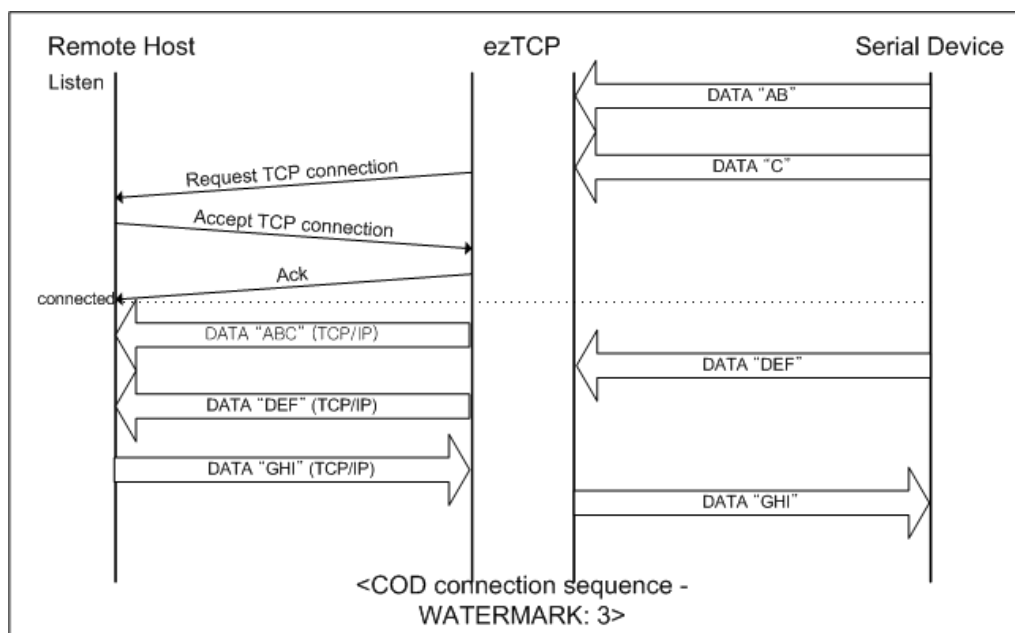 Remote Host
ezTCP
Serial Device
Listen
DATA “AB”
DATA “C”
Request TCP connection
Accept TCP connection
Ack
connected
DATA “ABC” (TCP/IP)
DATA “DEF”
DATA “DEF” (TCP/IP)
DATA “GHI” (TCP/IP)
DATA “GHI”
<COD connection sequence -
WATERMARK: 3>